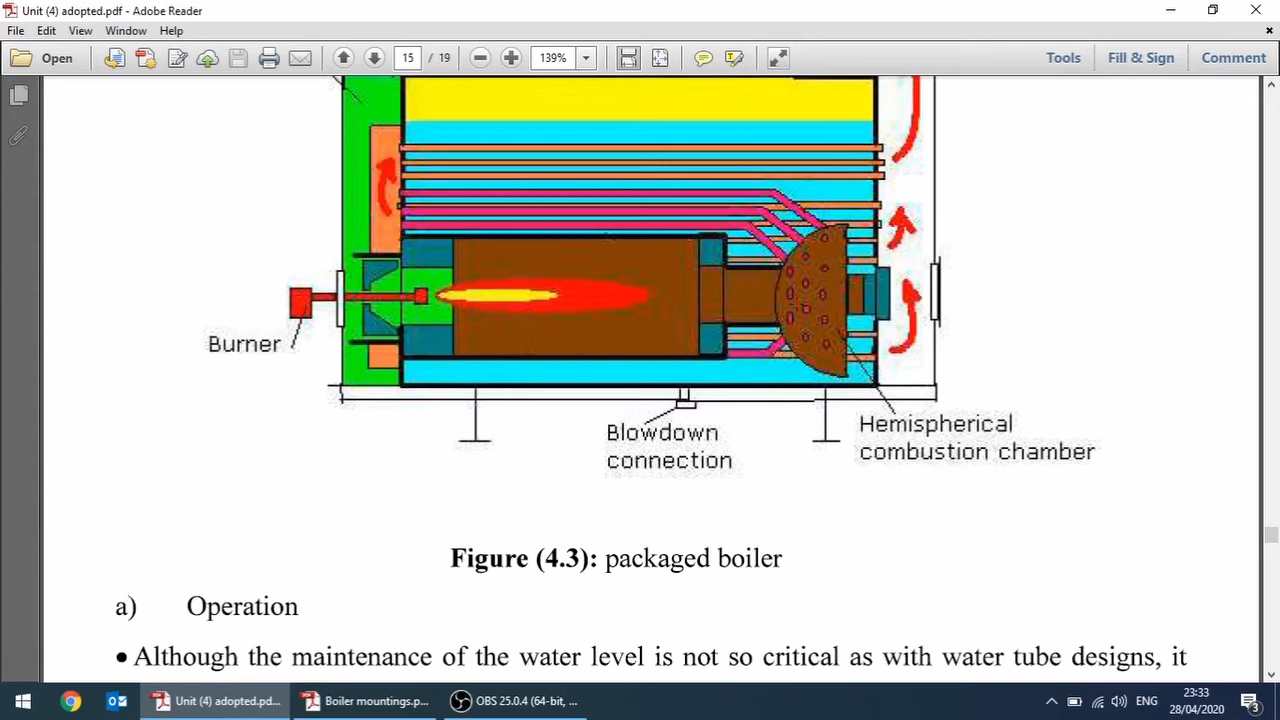 Unit (4) adopted.pdf - Adobe Reader
File Edit View Window Help
Open 15 / 19 139% Tools Fill & Sign Comment
Burner
Blowdown
connection
Hemispherical
combustion chamber
Figure (4.3): packaged boiler
a) Operation
• Although the maintenance of the water level is not so critical as with water tube designs, it
Unit (4) adopted.pd... Boiler mountings.p... OBS 25.0.4 (64-bit, ... ENG 23:33
28/04/2020 3